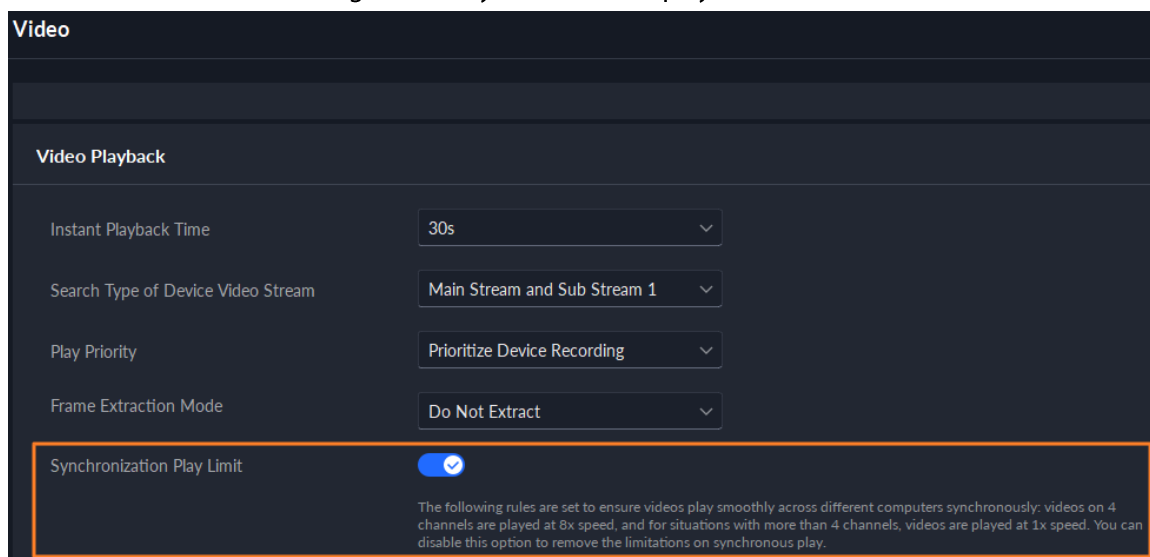 Video
Video Playback
Instant Playback Time
30s
Search Type of Device Video Stream
Main Stream and Sub Stream 1
Play Priority
Prioritize Device Recording
Frame Extraction Mode
Do Not Extract
Synchronization Play Limit
The following rules are set to ensure videos play smoothly across different computers synchronously: videos on 4
channels are played at 8x speed, and for situations with more than 4 channels, videos are played at 1x speed. You can
disable this option to remove the limitations on synchronous play.